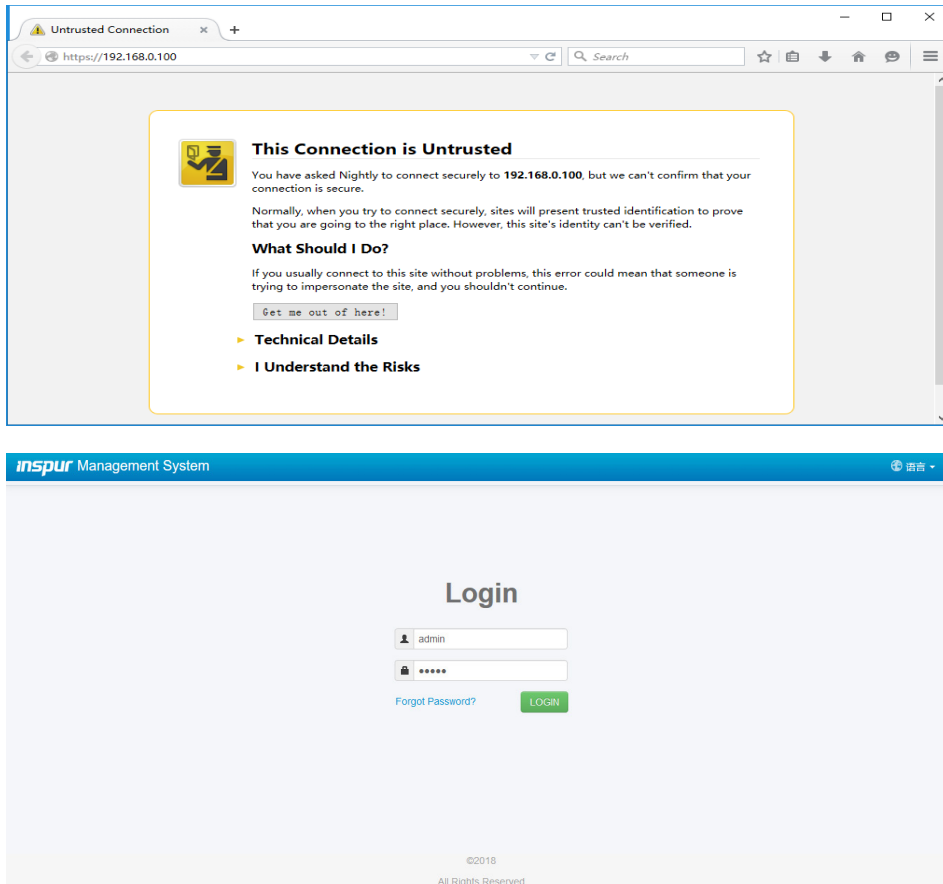 Untrusted Connection
https://192.168.0.100
Search
This Connection is Untrusted
You have asked Nightly to connect securely to 192.168.0.100, but we can't confirm that your
connection is secure.
Normally, when you try to connect securely, sites will present trusted identification to prove
that you are going to the right place. However, this site's identity can't be verified.
What Should I Do?
If you usually connect to this site without problems, this error could mean that someone is
trying to impersonate the site, and you shouldn't continue.
Get me out of here!
Technical Details
I Understand the Risks
inspur Management System
语言
Login
admin
Forgot Password?
LOGIN
©2018
All Rights Reserved